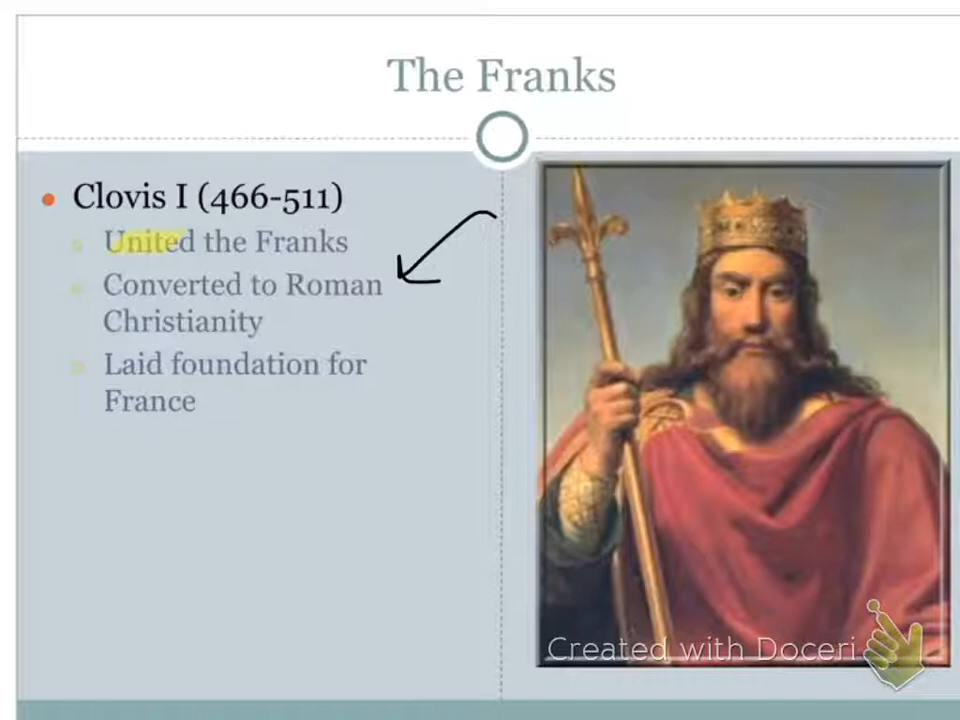 The Franks
Clovis I (466-511)
United the Franks
Converted to Roman
Christianity
Laid foundation for
France
Created with Doceri